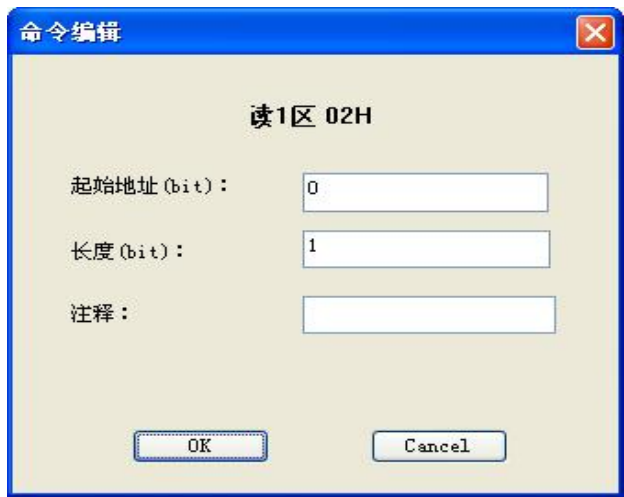 命令编辑
读1区 02H
起始地址(bit)： 0
长度(bit)： 1
注释：
OK Cancel